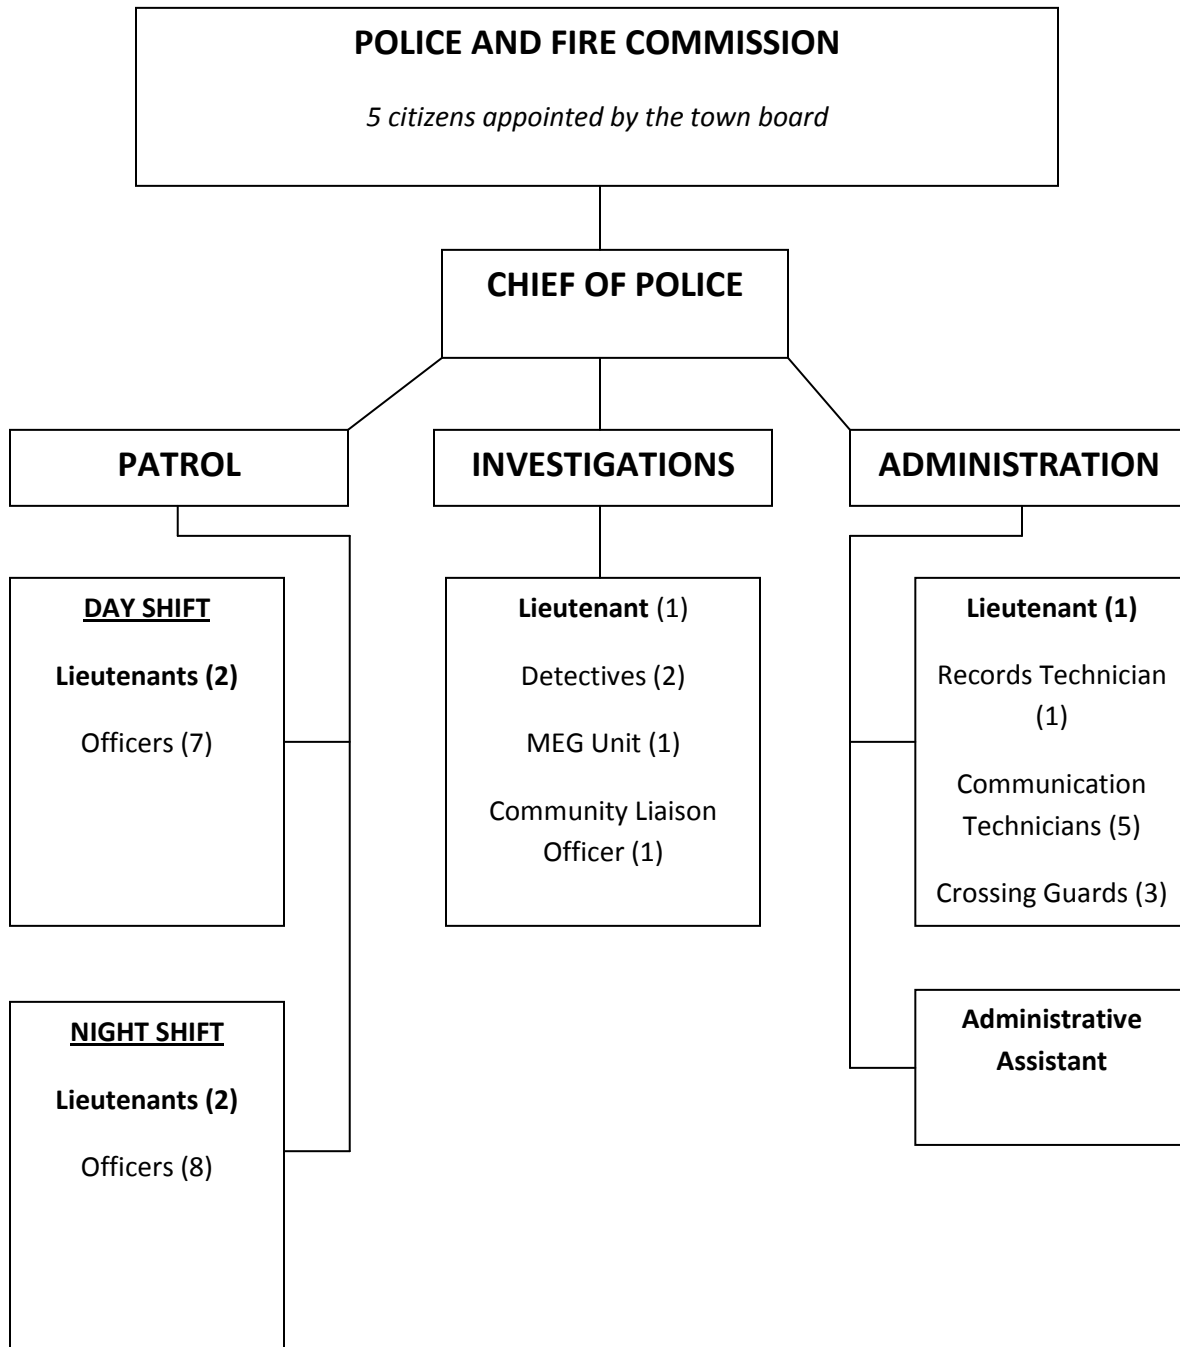 POLICE AND FIRE COMMISSION
5 citizens appointed by the town board
CHIEF OF POLICE
PATROL
INVESTIGATIONS
ADMINISTRATION
DAY SHIFT
Lieutenants (2)
Officers (7)
Lieutenant (1)
Detectives (2)
MEG Unit (1)
Community Liaison
Officer (1)
Lieutenant (1)
Records Technician
(1)
Communication
Technicians (5)
Crossing Guards (3)
NIGHT SHIFT
Lieutenants (2)
Officers (8)
Administrative
Assistant